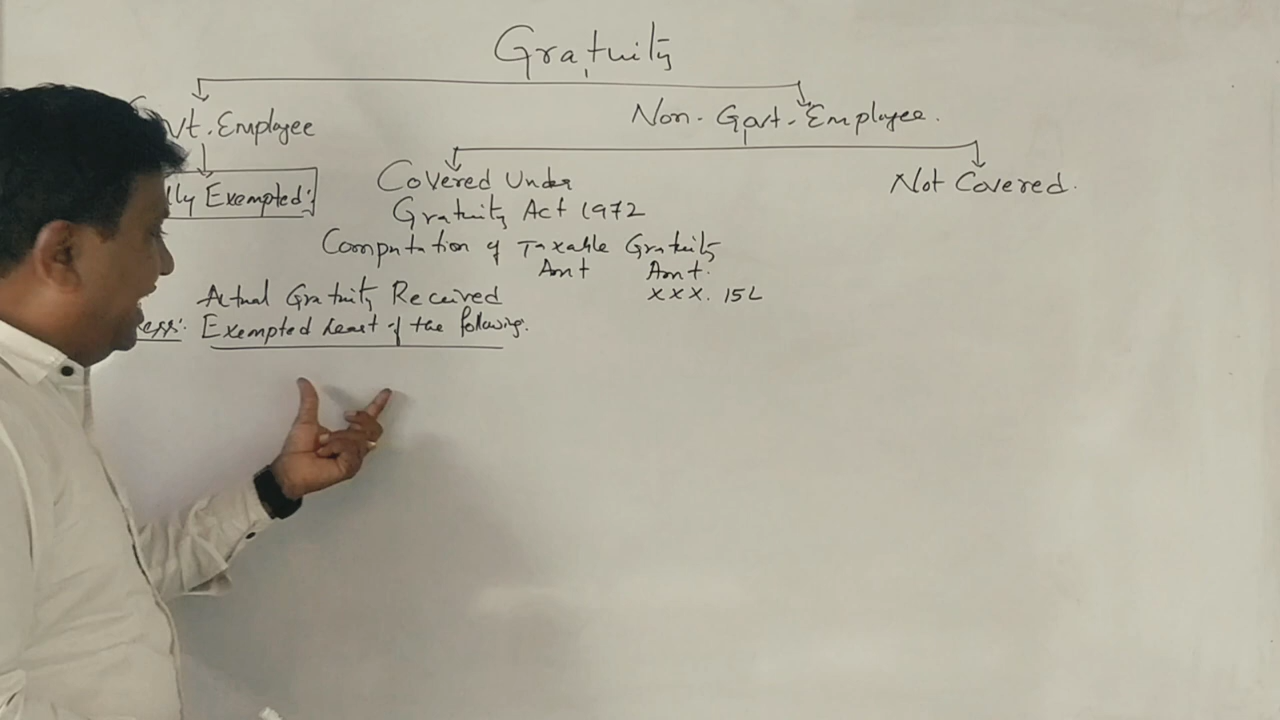 Gratuity
Govt. Employee
Non-Govt. Employee.
lly Exempted:
Covered Under
Gratuity Act 1972
Not Covered.
Computation of Taxable Gratuity
Amt Amt.
Actual Gratuity Received XXX. 15L
Less: Exempted least of the following.